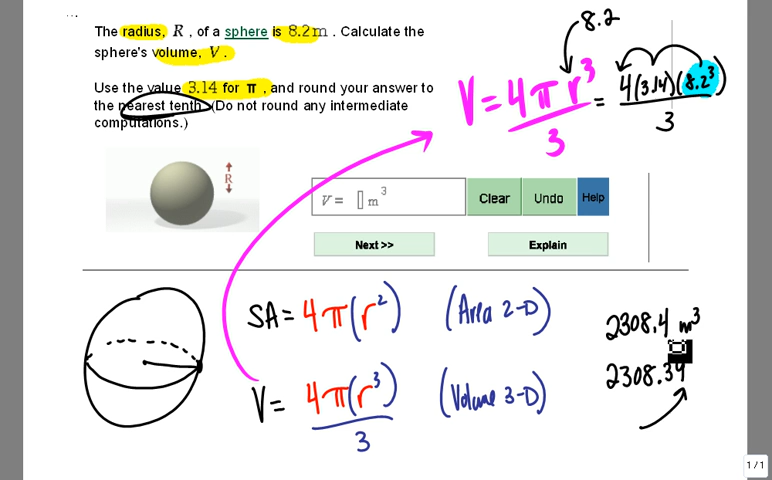 The radius, R , of a sphere is 8.2 m . Calculate the
sphere's volume, V .
Use the value 3.14 for π , and round your answer to
the nearest tenth. (Do not round any intermediate
computations.)
8.2
V = 4πr³/3 = 4(3.14)(8.2³)/3
R
V = ▯ m³
Clear
Undo
Help
Next >>
Explain
SA = 4π(r²) (Area 2-D)
V = 4π(r³)/3 (Volume 3-D)
2308.4 m³
2308.34
1 / 1